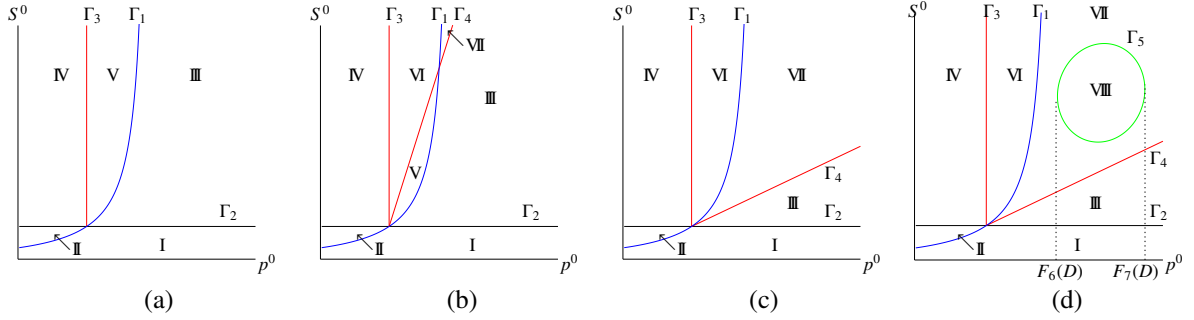 S⁰ Γ₃ Γ₁
Ⅳ Ⅴ Ⅲ
Γ₂
Ⅱ Ⅰ
p⁰
(a)
S⁰ Γ₃ Γ₁ Γ₄
Ⅶ
Ⅳ Ⅵ
Ⅲ
Ⅴ
Γ₂
Ⅱ Ⅰ
p⁰
(b)
S⁰ Γ₃ Γ₁
Ⅳ Ⅵ Ⅶ
Γ₄
Ⅲ Γ₂
Ⅱ Ⅰ
p⁰
(c)
S⁰ Γ₃ Γ₁ Ⅶ
Γ₅
Ⅳ Ⅵ
Ⅷ
Γ₄
Ⅲ Γ₂
Ⅱ Ⅰ
F₆(D) F₇(D) p⁰
(d)